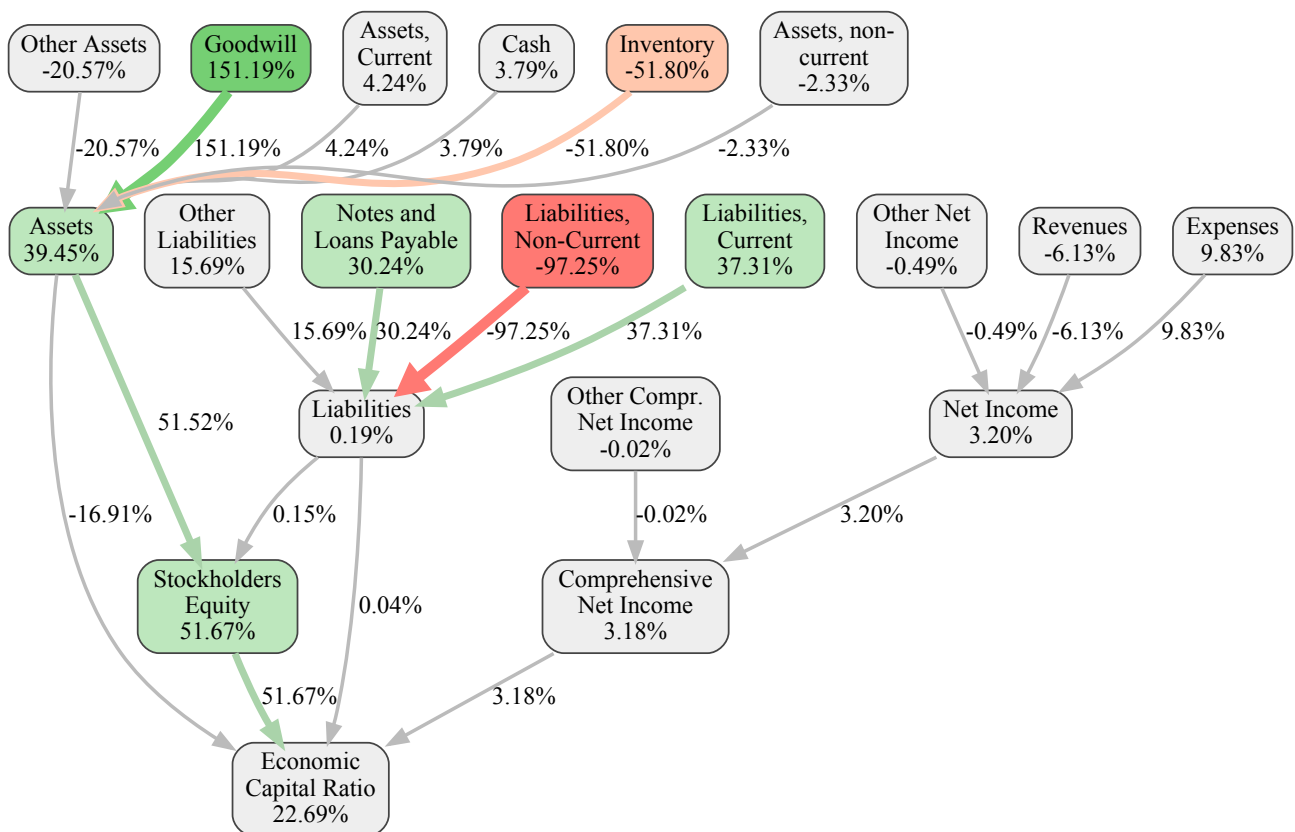 Other Assets
-20.57%
Goodwill
151.19%
Assets,
Current
4.24%
Cash
3.79%
Inventory
-51.80%
Assets, non-
current
-2.33%
-20.57%
151.19%
4.24%
3.79%
-51.80%
-2.33%
Assets
39.45%
Other
Liabilities
15.69%
Notes and
Loans Payable
30.24%
Liabilities,
Non-Current
-97.25%
Liabilities,
Current
37.31%
Other Net
Income
-0.49%
Revenues
-6.13%
Expenses
9.83%
15.69%
30.24%
-97.25%
37.31%
-0.49%
-6.13%
9.83%
51.52%
Liabilities
0.19%
Other Compr.
Net Income
-0.02%
Net Income
3.20%
-16.91%
0.15%
-0.02%
3.20%
Stockholders
Equity
51.67%
0.04%
Comprehensive
Net Income
3.18%
51.67%
3.18%
Economic
Capital Ratio
22.69%